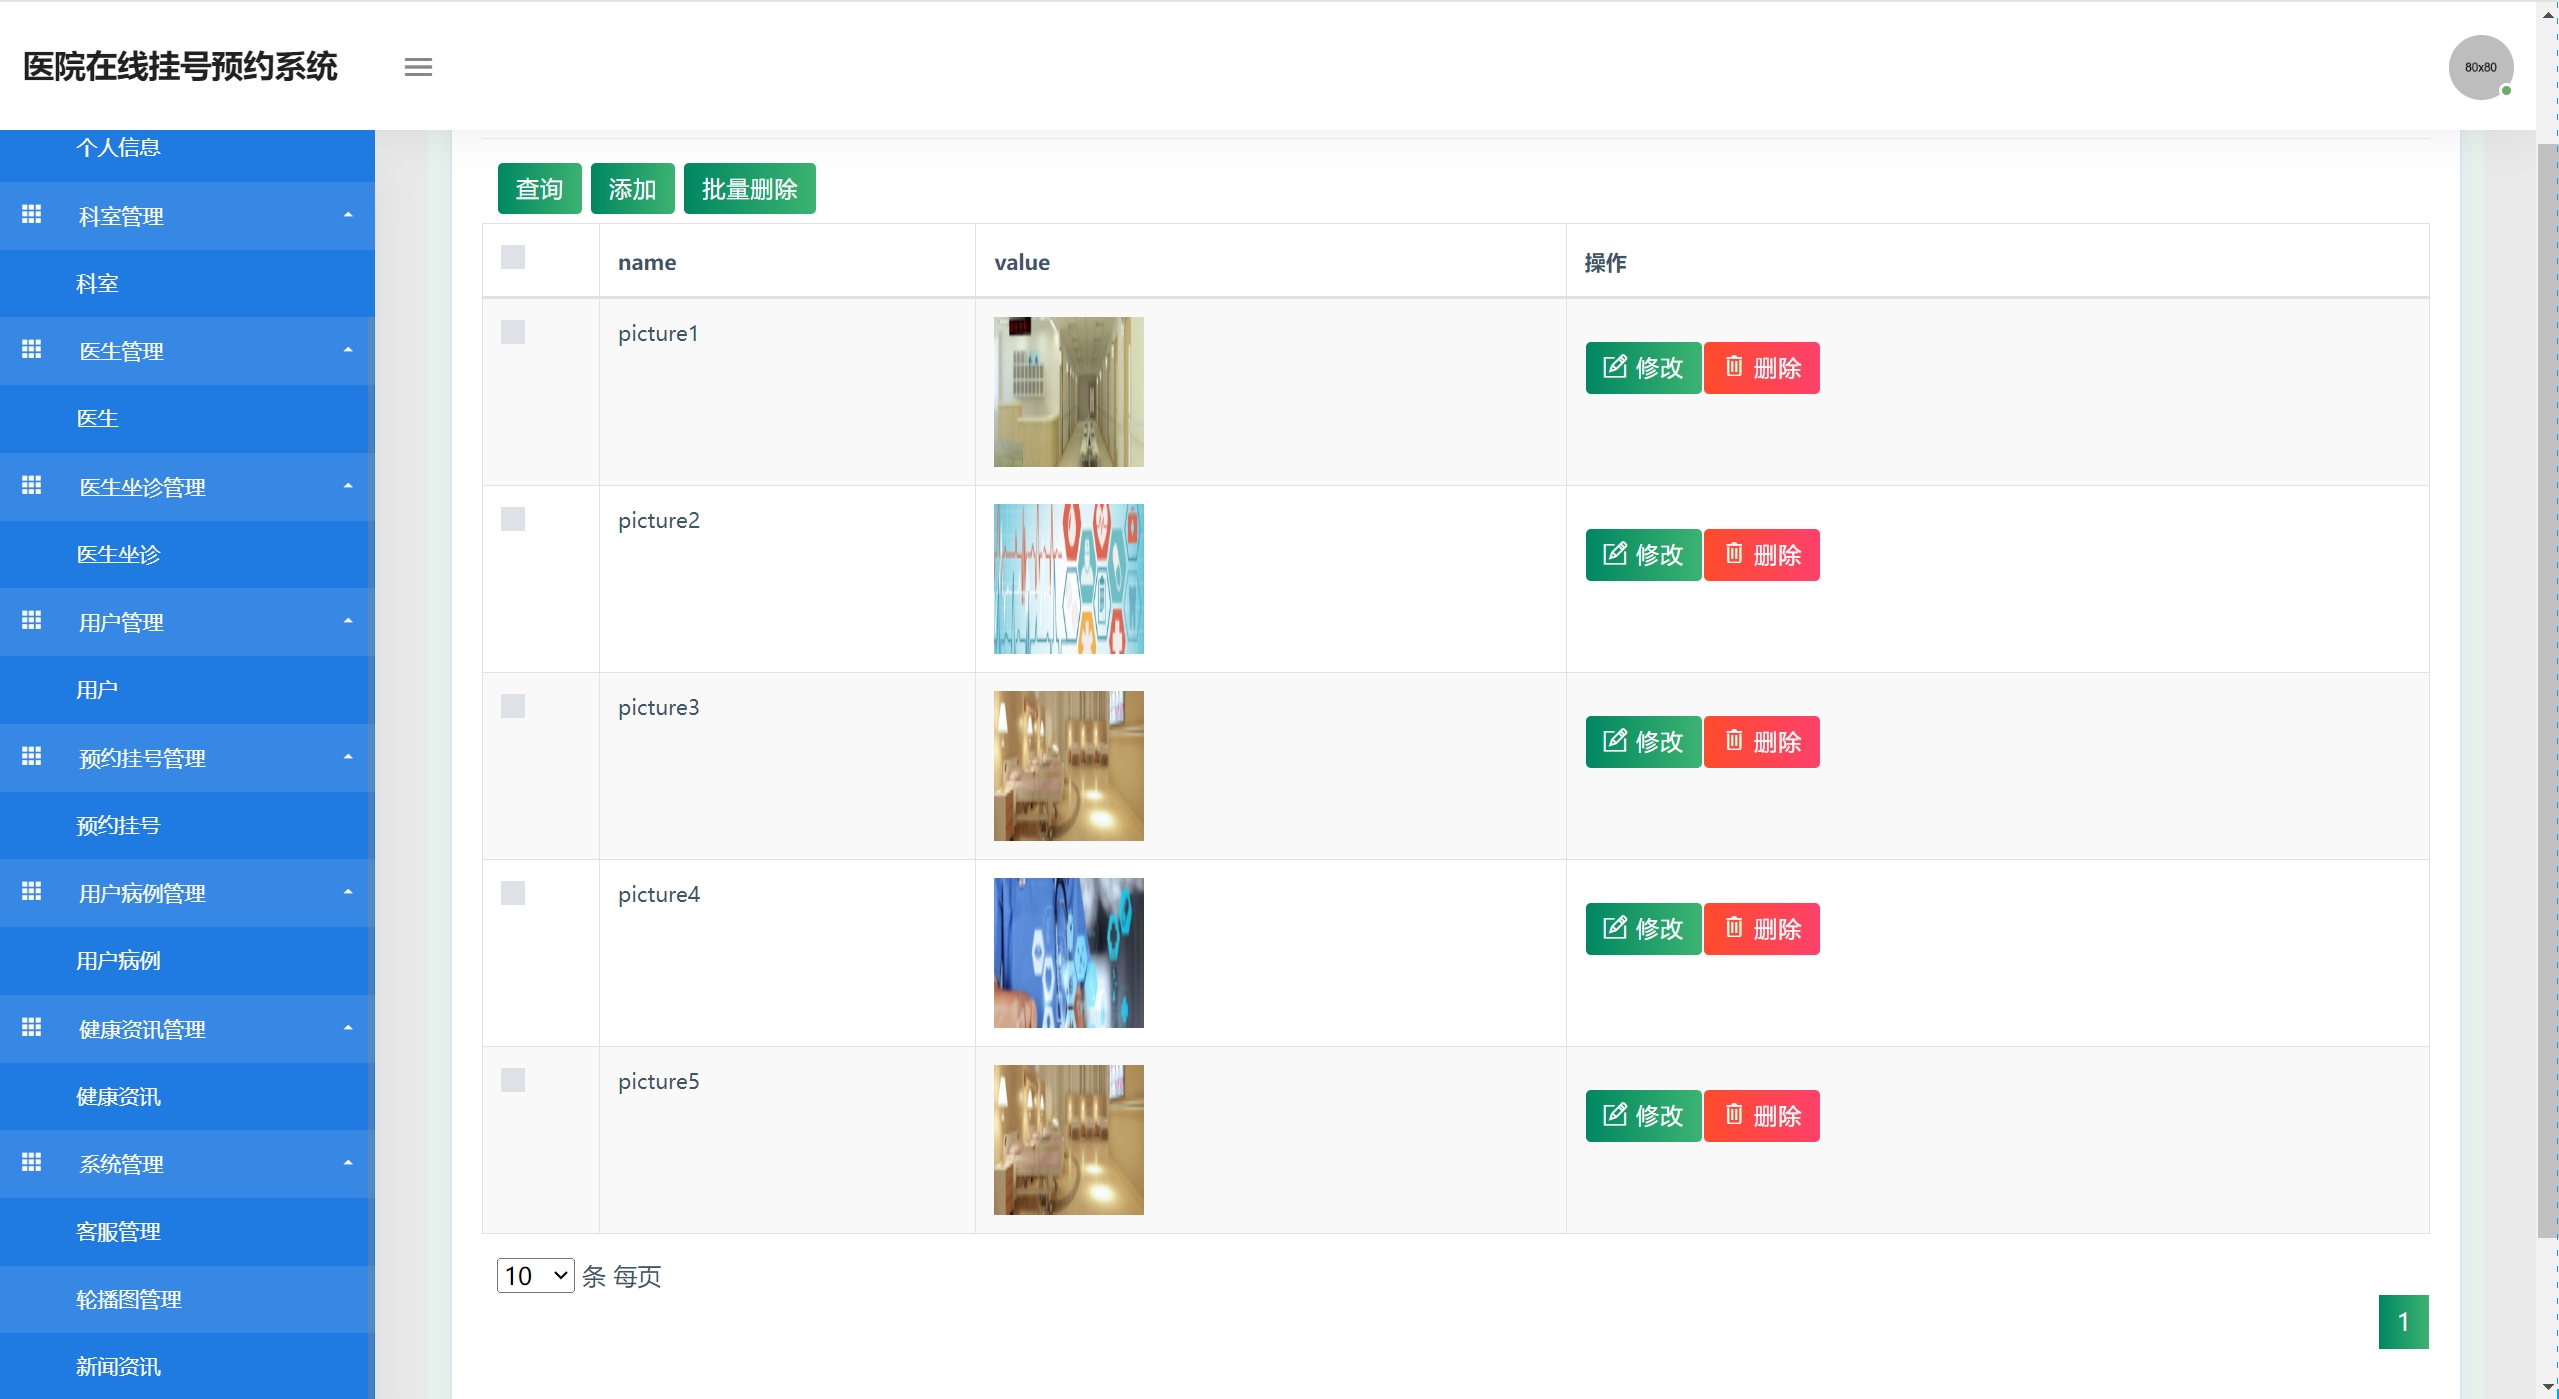 医院在线挂号预约系统
80x80
个人信息
科室管理
科室
医生管理
医生
医生坐诊管理
医生坐诊
用户管理
用户
预约挂号管理
预约挂号
用户病例管理
用户病例
健康资讯管理
健康资讯
系统管理
客服管理
轮播图管理
新闻资讯
查询 添加 批量删除
name value 操作
picture1 修改 删除
picture2 修改 删除
picture3 修改 删除
picture4 修改 删除
picture5 修改 删除
10 条 每页
1